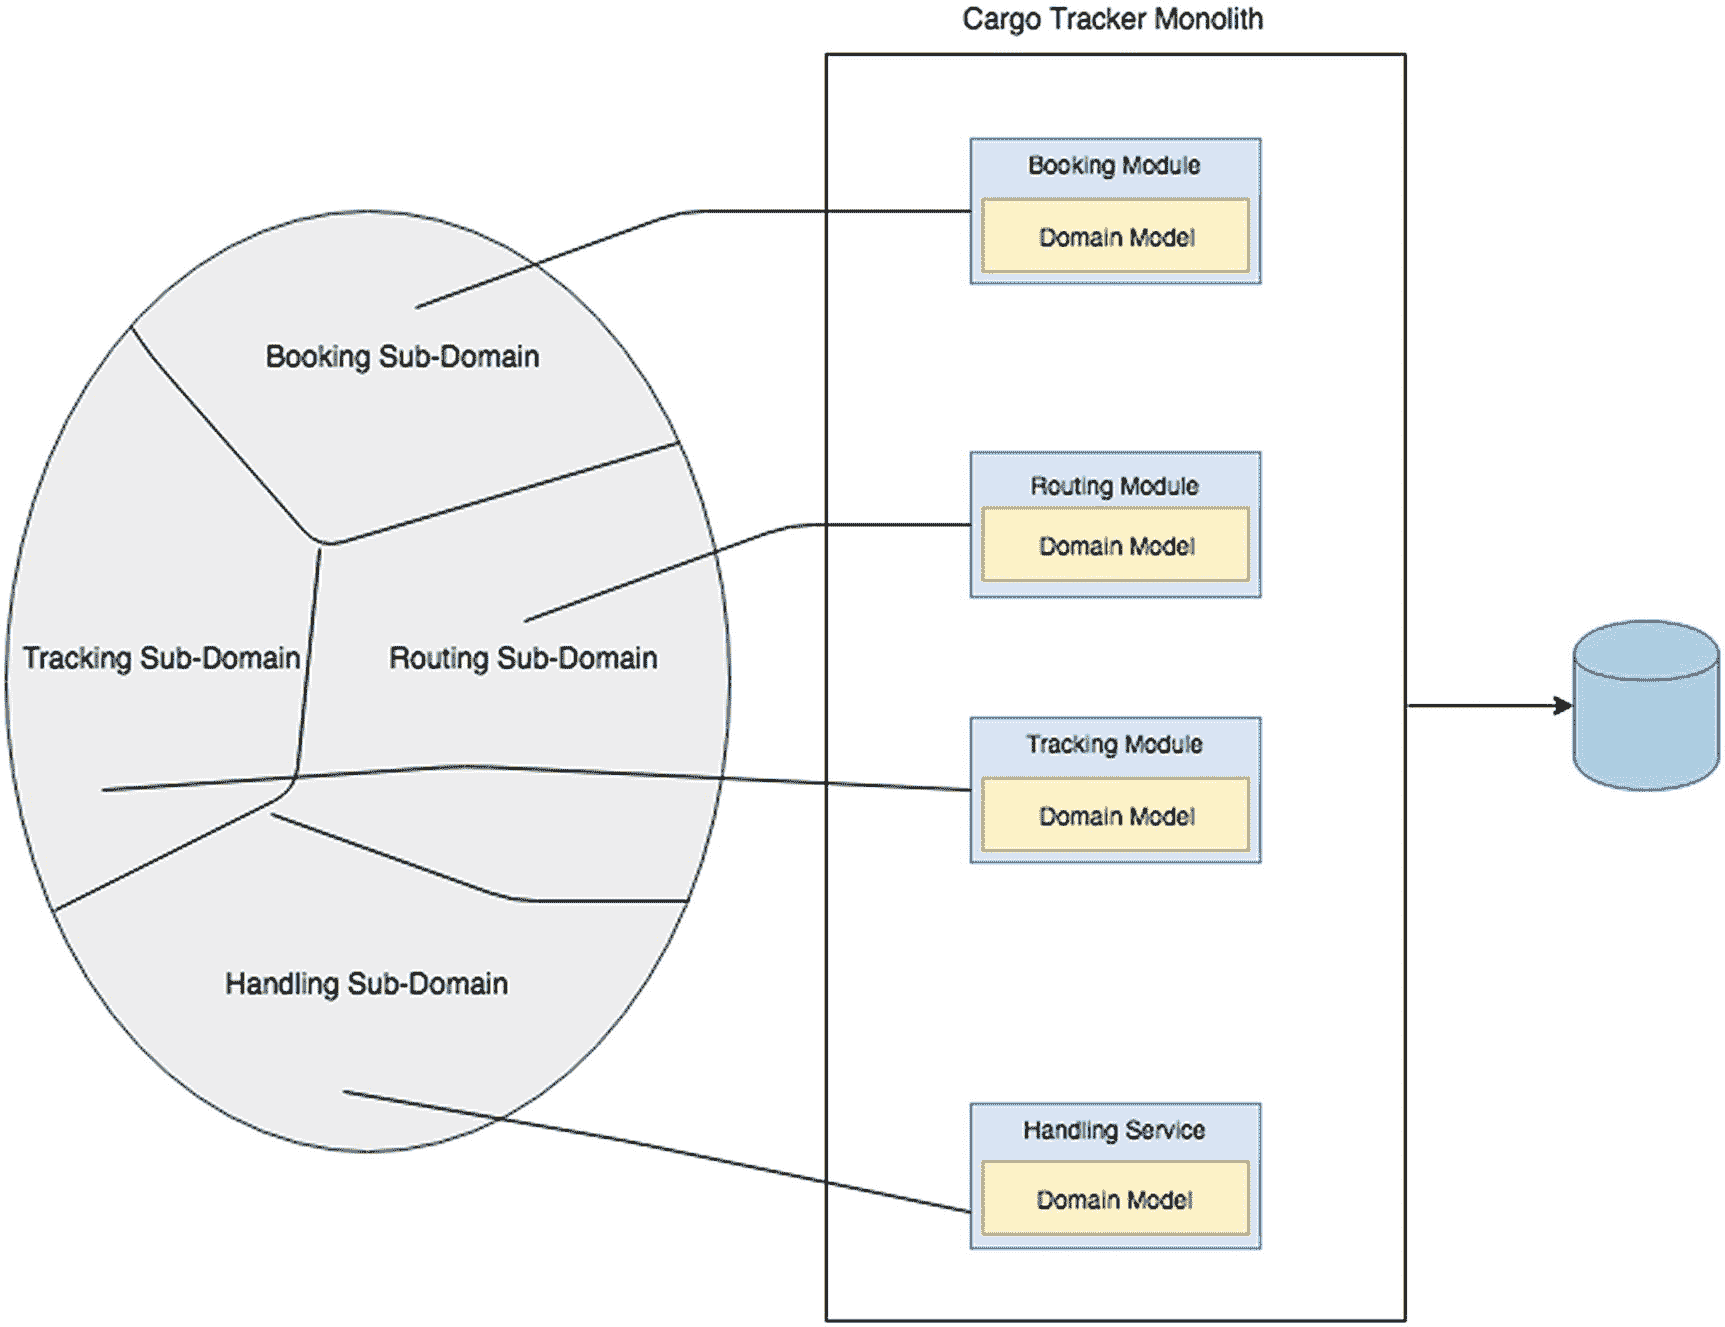 Cargo Tracker Monolith
Booking Sub-Domain
Tracking Sub-Domain
Routing Sub-Domain
Handling Sub-Domain
Booking Module
Domain Model
Routing Module
Domain Model
Tracking Module
Domain Model
Handling Service
Domain Model